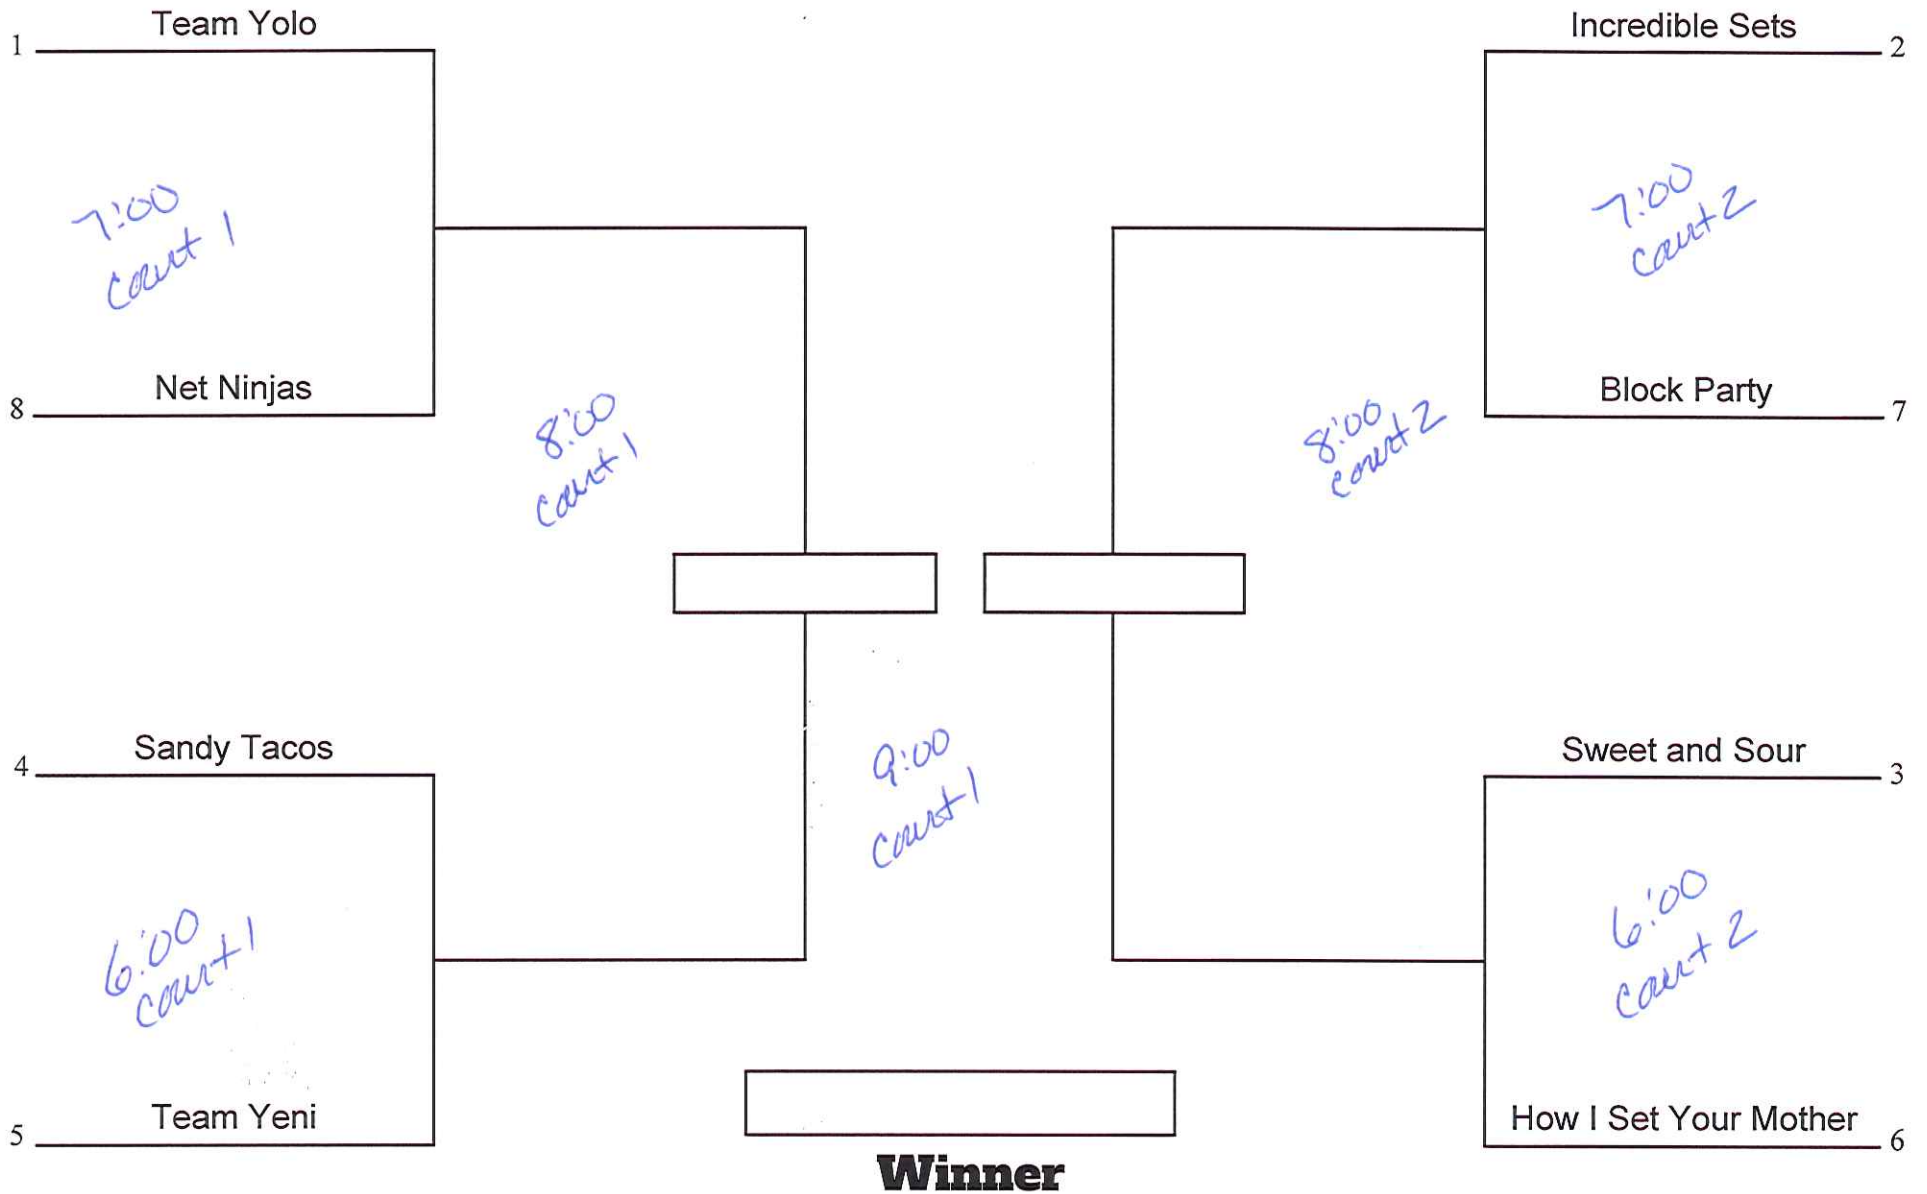 Team Yolo
1
7:00
court 1
Net Ninjas
8
8:00
court 1
Sandy Tacos
4
6:00
court 1
Team Yeni
5
Incredible Sets
2
7:00
court 2
Block Party
7
8:00
court 2
Sweet and Sour
3
6:00
court 2
How I Set Your Mother
6
9:00
court 1
Winner